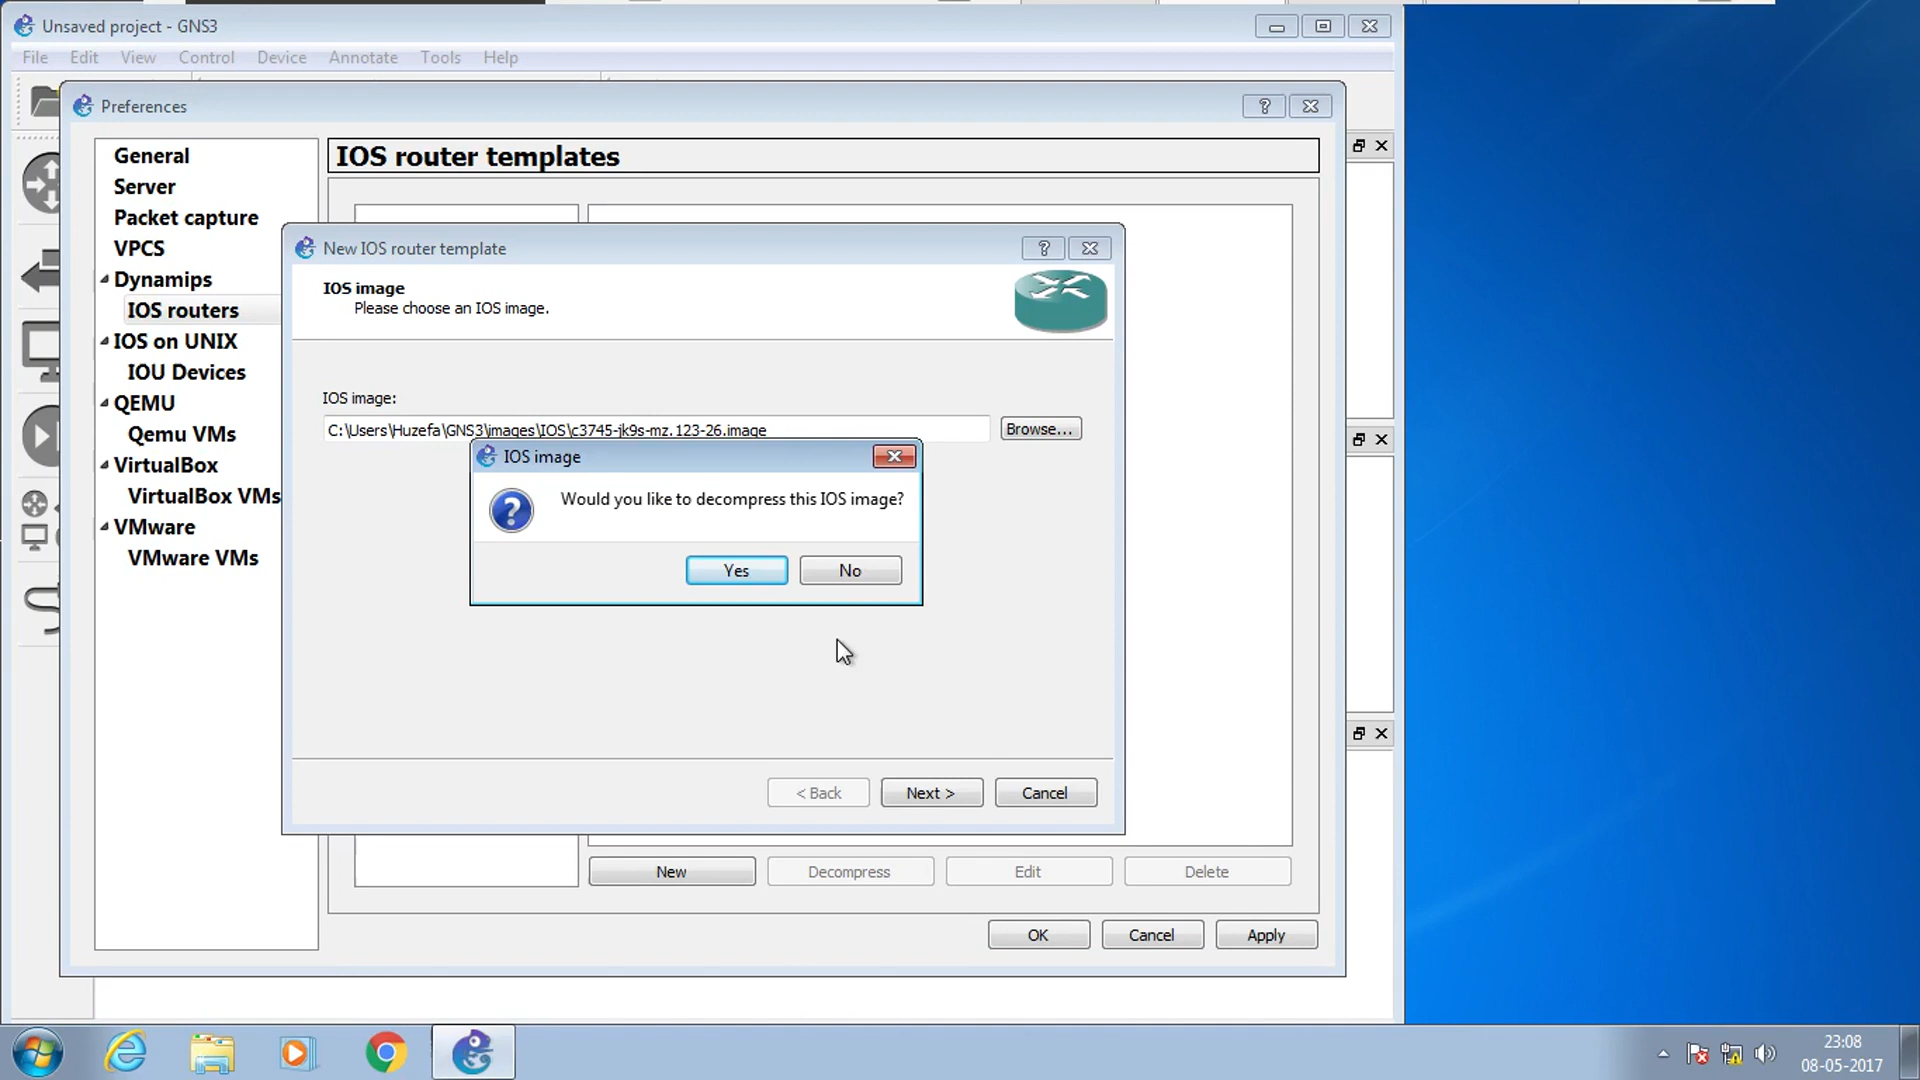 Unsaved project - GNS3
File Edit View Control Device Annotate Tools Help
Preferences
General
Server
Packet capture
VPCS
Dynamips
IOS routers
IOS on UNIX
IOU Devices
QEMU
Qemu VMs
VirtualBox
VirtualBox VMs
VMware
VMware VMs
IOS router templates
New IOS router template
IOS image
Please choose an IOS image.
IOS image:
C:\Users\Huzefa\GNS3\images\IOS\c3745-jk9s-mz.123-26.image
Browse...
IOS image
Would you like to decompress this IOS image?
Yes No
< Back Next > Cancel
New Decompress Edit Delete
OK Cancel Apply
23:08
08-05-2017